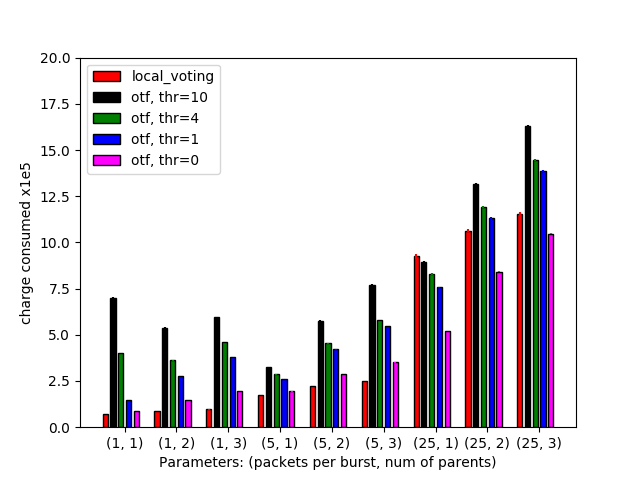 20.0
17.5
15.0
12.5
10.0
7.5
5.0
2.5
0.0
charge consumed x1e5
local_voting
otf, thr=10
otf, thr=4
otf, thr=1
otf, thr=0
(1, 1) (1, 2) (1, 3) (5, 1) (5, 2) (5, 3) (25, 1) (25, 2) (25, 3)
Parameters: (packets per burst, num of parents)